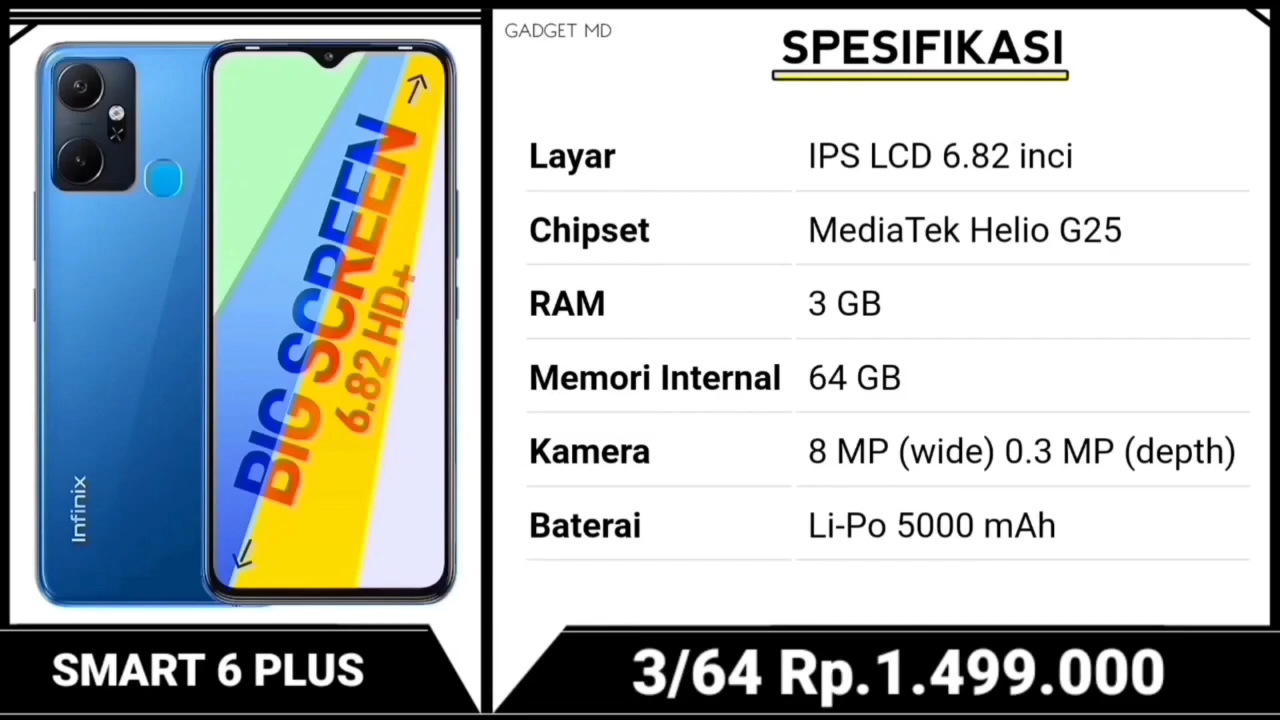 GADGET MD
SPESIFIKASI
Layar IPS LCD 6.82 inci
Chipset MediaTek Helio G25
RAM 3 GB
Memori Internal 64 GB
Kamera 8 MP (wide) 0.3 MP (depth)
Baterai Li-Po 5000 mAh
BIG SCREEN
6.82 HD+
Infinix
SMART 6 PLUS
3/64 Rp.1.499.000